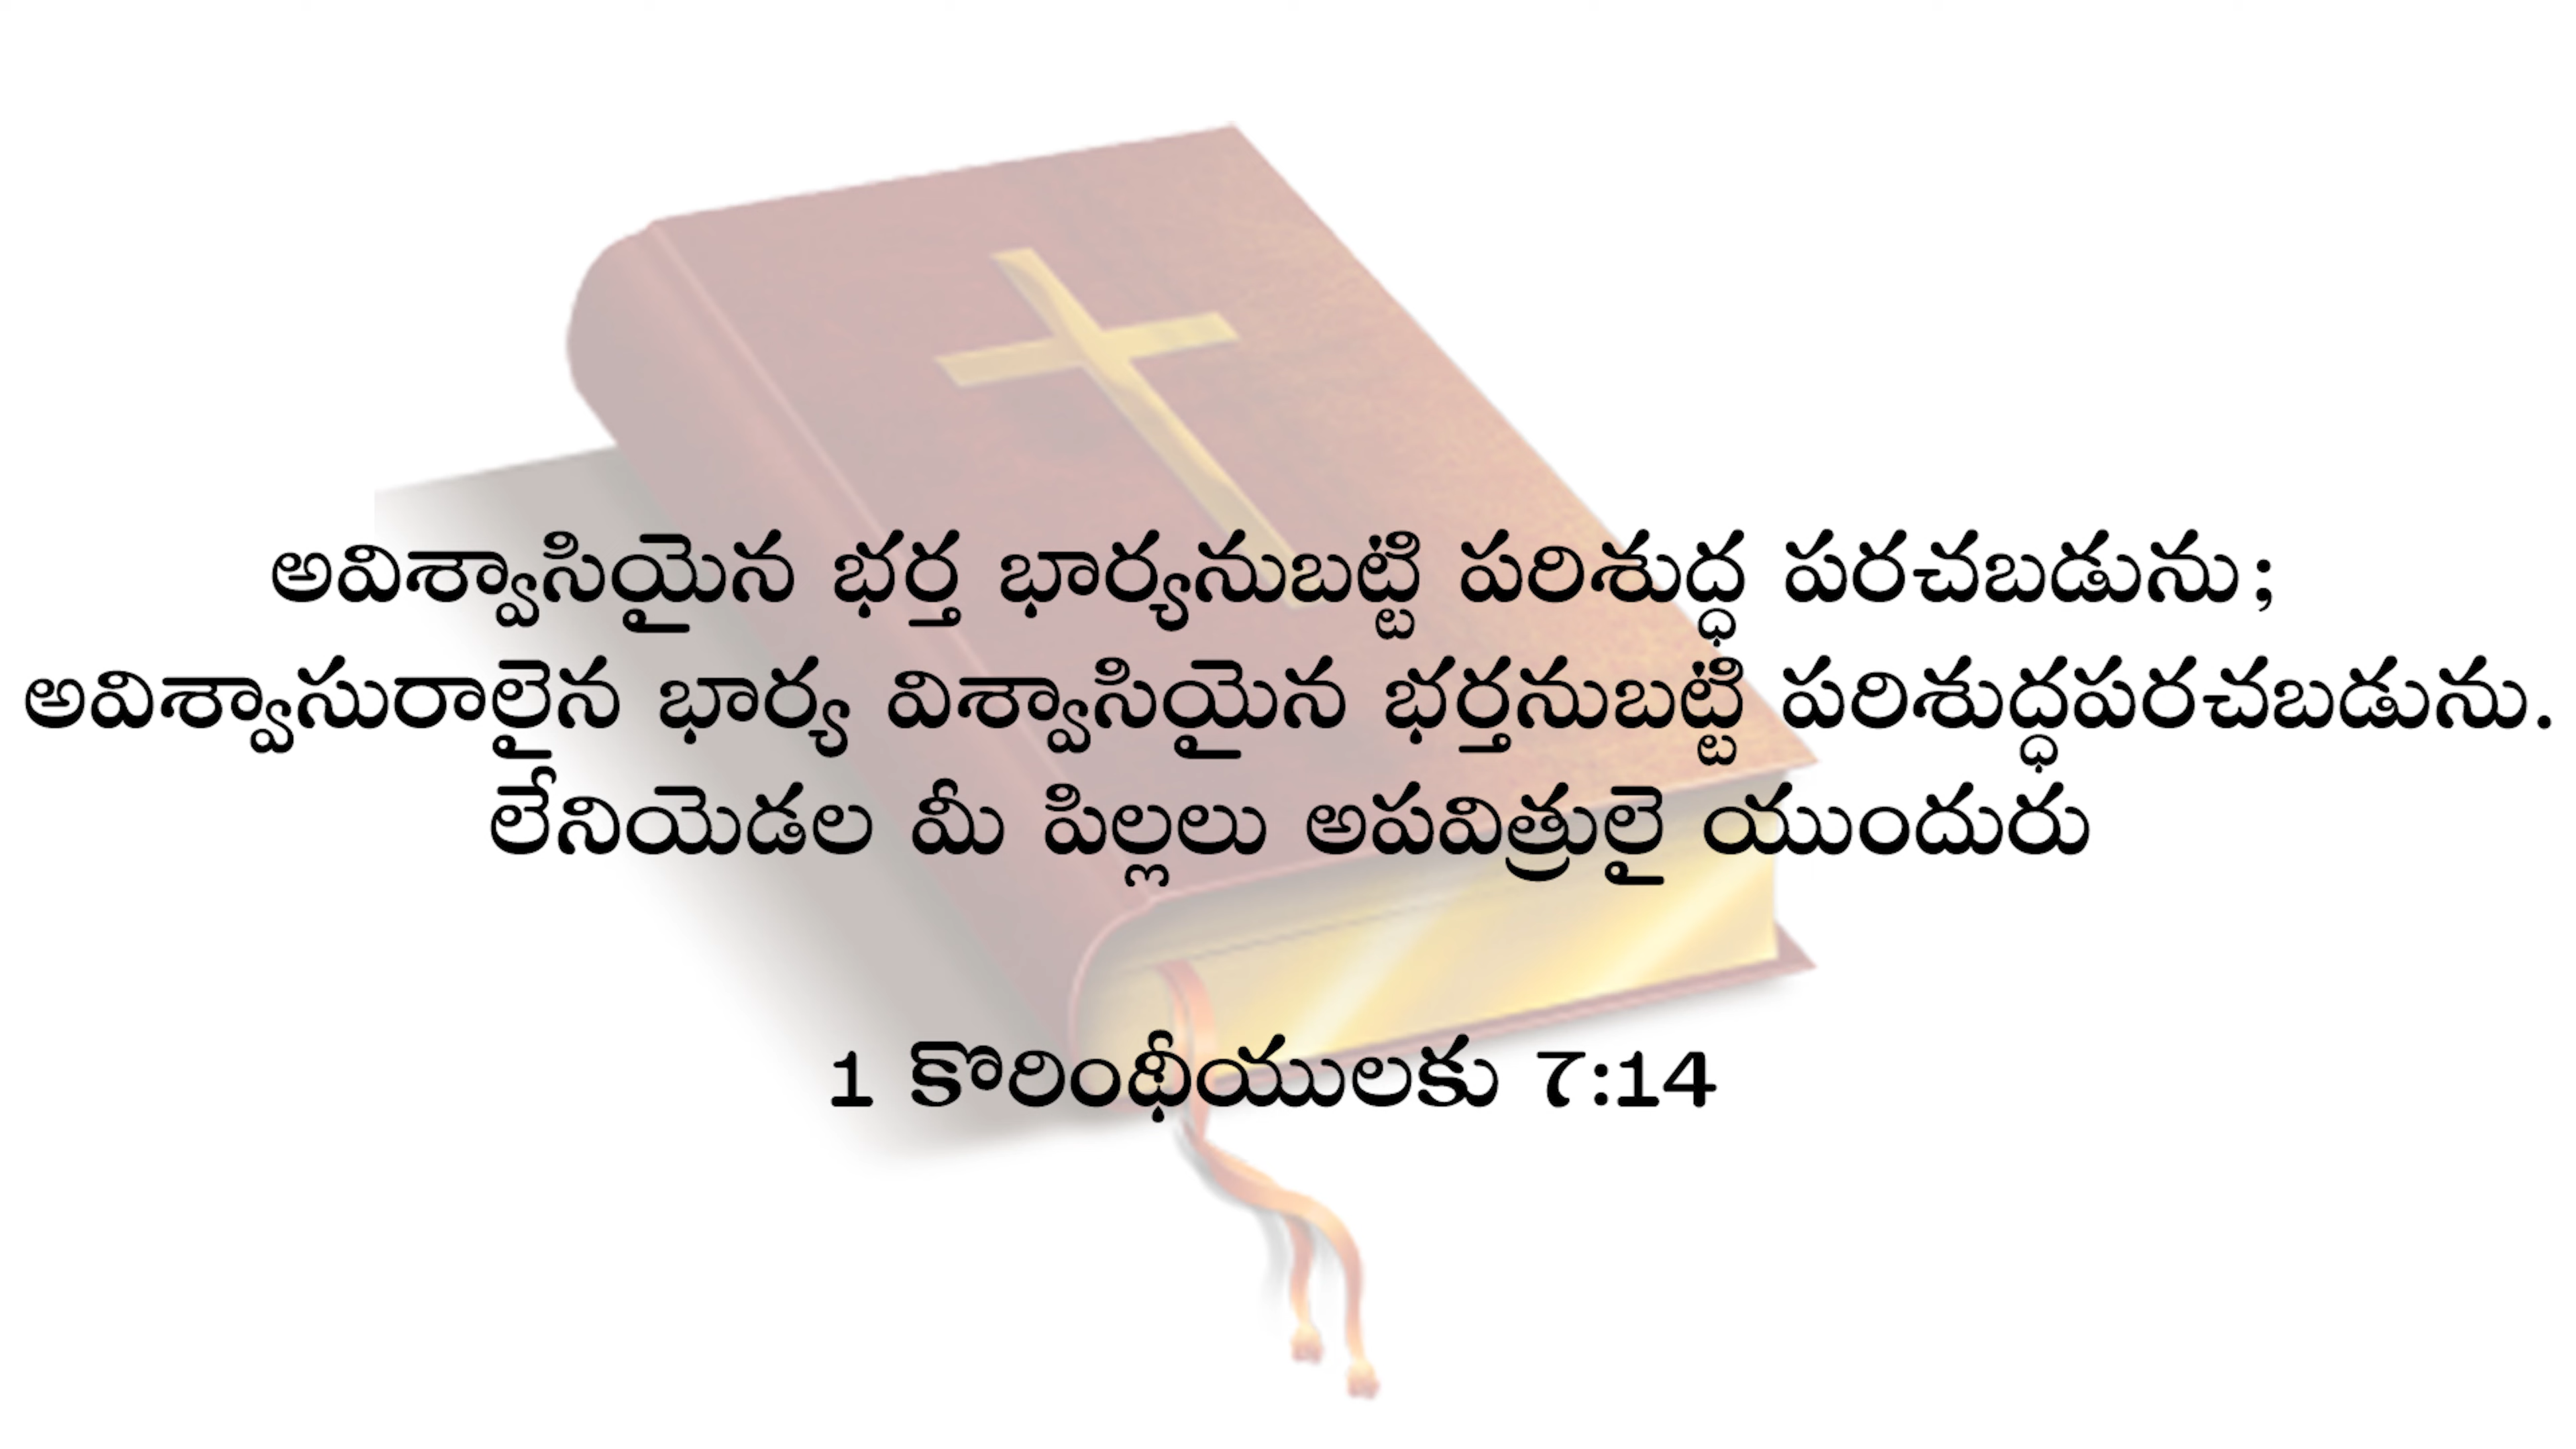 అవిశ్వాసియైన భర్త భార్యనుబట్టి పరిశుద్ధ పరచబడును;
అవిశ్వాసురాలైన భార్య విశ్వాసియైన భర్తనుబట్టి పరిశుద్ధపరచబడును.
లేనియెడల మీ పిల్లలు అపవిత్రులై యుందురు
1 కొరింథీయులకు 7:14